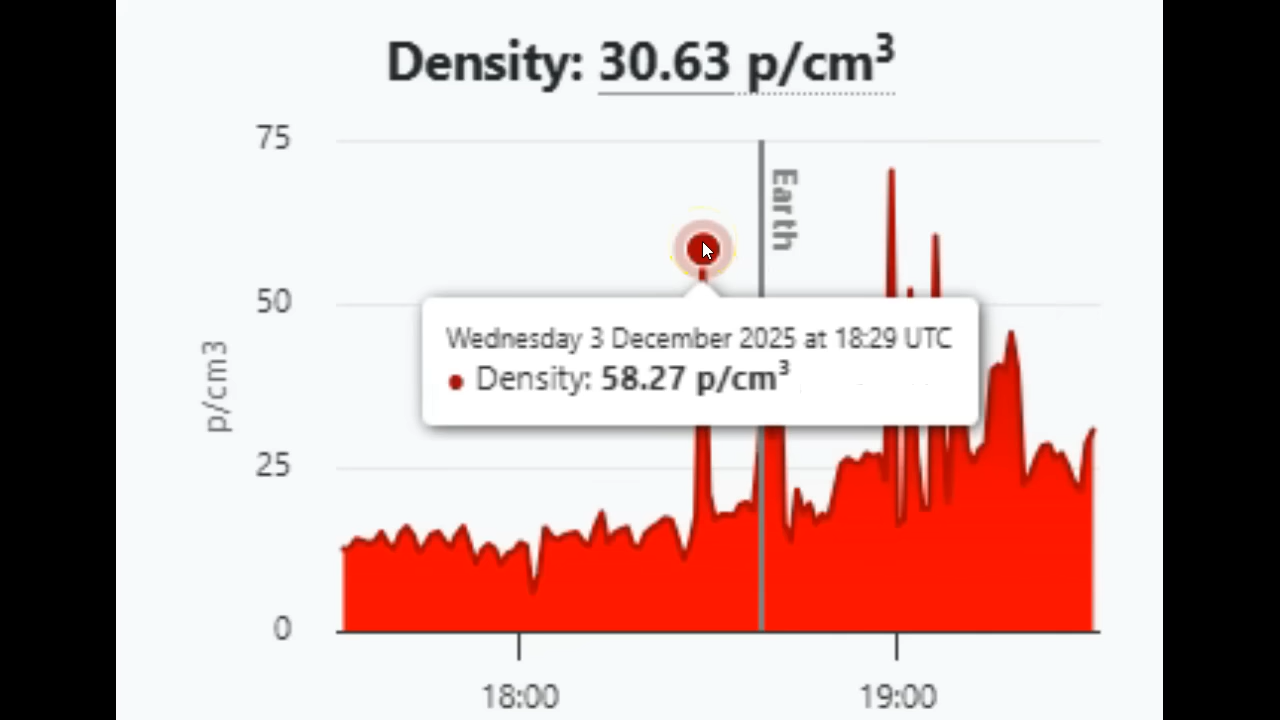 Density: 30.63 p/cm³
75
Earth
50
Wednesday 3 December 2025 at 18:29 UTC
Density: 58.27 p/cm³
p/cm3
25
0
18:00
19:00